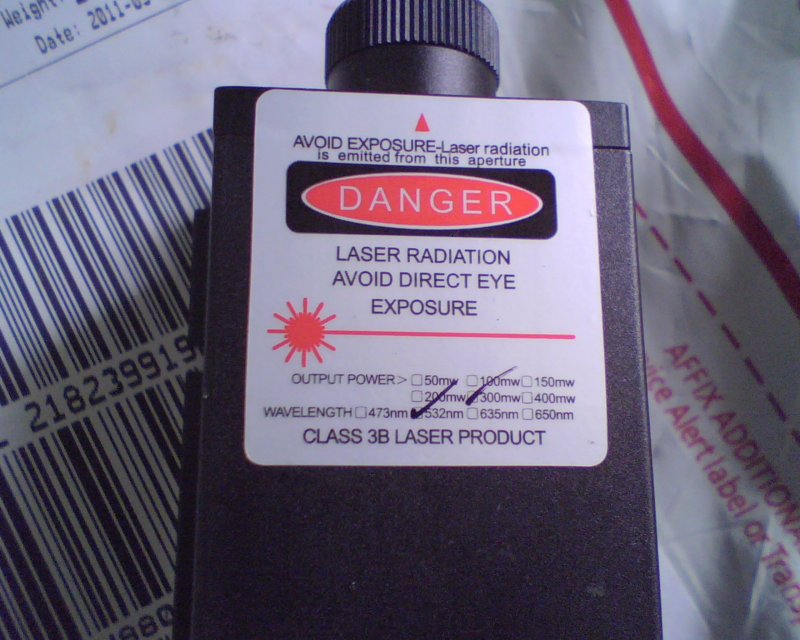 Weight:
Date: 2011-0
AVOID EXPOSURE-Laser radiation
is emitted from this aperture
DANGER
LASER RADIATION
AVOID DIRECT EYE
EXPOSURE
OUTPUT POWER> 50mw 100mw 150mw
200mw 300mw 400mw
WAVELENGTH 473nm 532nm 635nm 650nm
CLASS 3B LASER PRODUCT
218239919
980
AFFIX ADDITIONA
ice Alert label or Trans